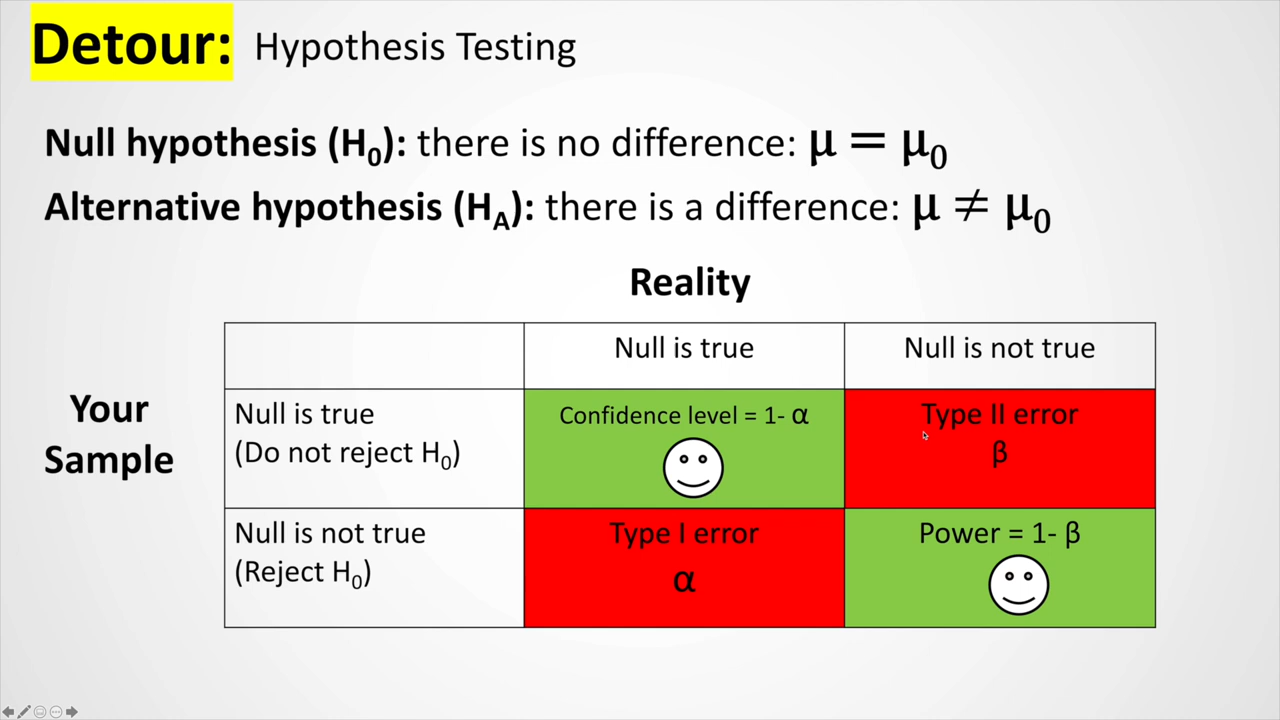 Detour: Hypothesis Testing
Null hypothesis (H₀): there is no difference: μ = μ₀
Alternative hypothesis (H_A): there is a difference: μ ≠ μ₀
Reality
Null is true
Null is not true
Your
Sample
Null is true
(Do not reject H₀)
Confidence level = 1- α
Type II error
β
Null is not true
(Reject H₀)
Type I error
α
Power = 1- β